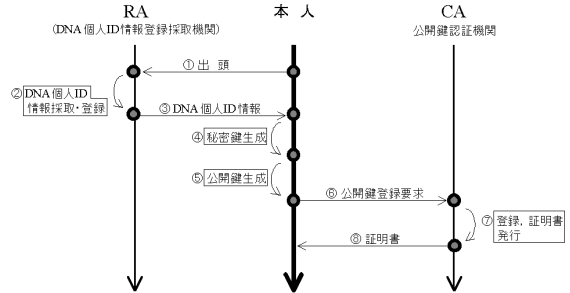 RA
本 人
CA
(DNA個人ID情報登録採取機関)
公開鍵認証機関
①出 頭
②DNA個人ID
情報採取・登録
③DNA個人ID情報
④秘密鍵生成
⑤公開鍵生成
⑥公開鍵登録要求
⑦登録，証明書
発行
⑧証明書